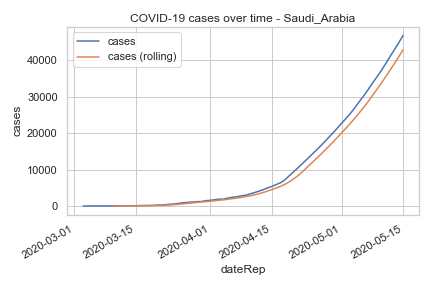 COVID-19 cases over time - Saudi_Arabia
cases
cases (rolling)
cases
40000
30000
20000
10000
0
2020-03-01
2020-03-15
2020-04-01
2020-04-15
2020-05-01
2020-05-15
dateRep